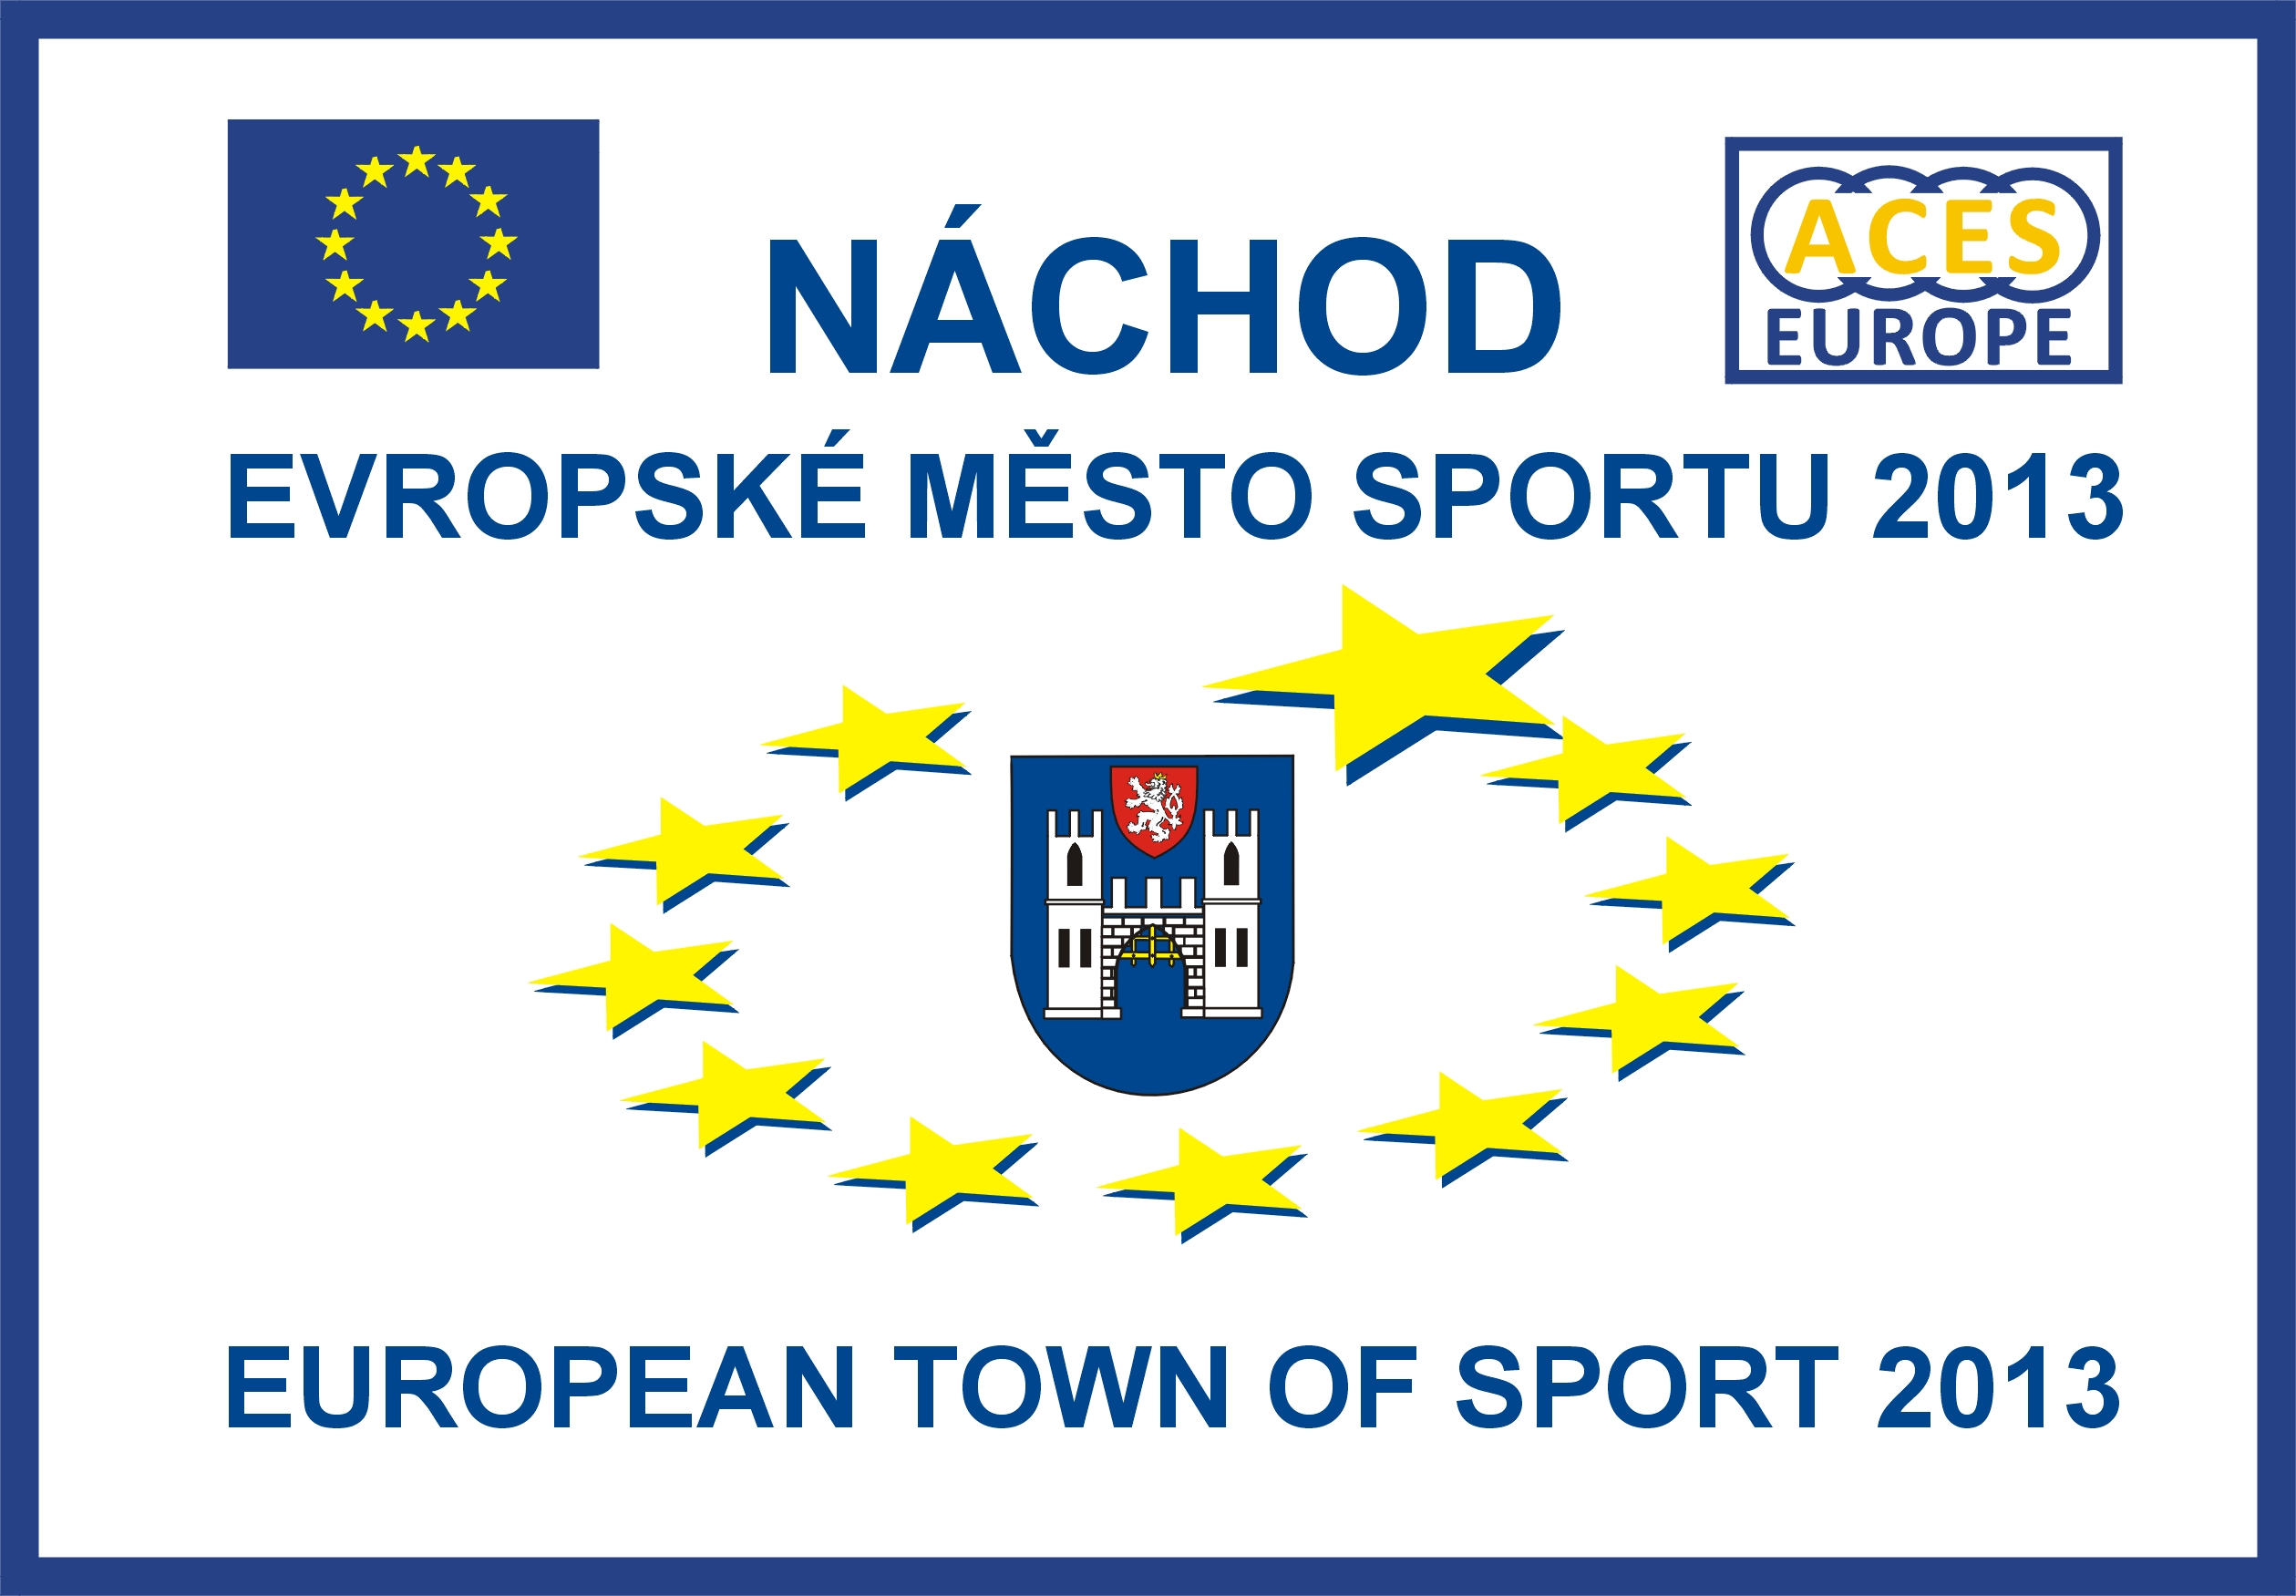 NÁCHOD
ACES
EUROPE
EVROPSKÉ MĚSTO SPORTU 2013
EUROPEAN TOWN OF SPORT 2013